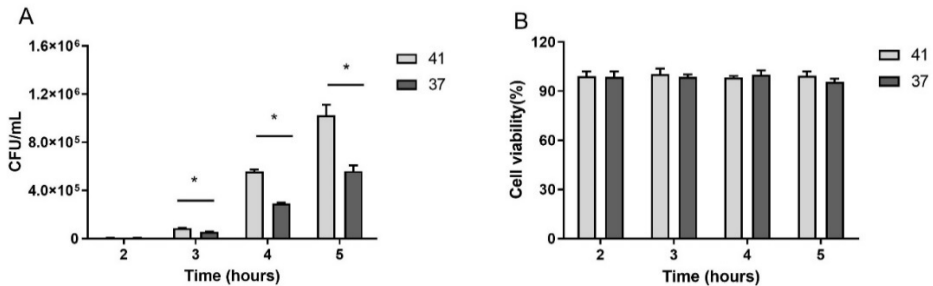 A
1.6×10⁶
1.2×10⁶
8.0×10⁵
4.0×10⁵
0
CFU/mL
*
*
*
41
37
2 3 4 5
Time (hours)
B
120
90
60
30
0
Cell viability(%)
41
37
2 3 4 5
Time (hours)